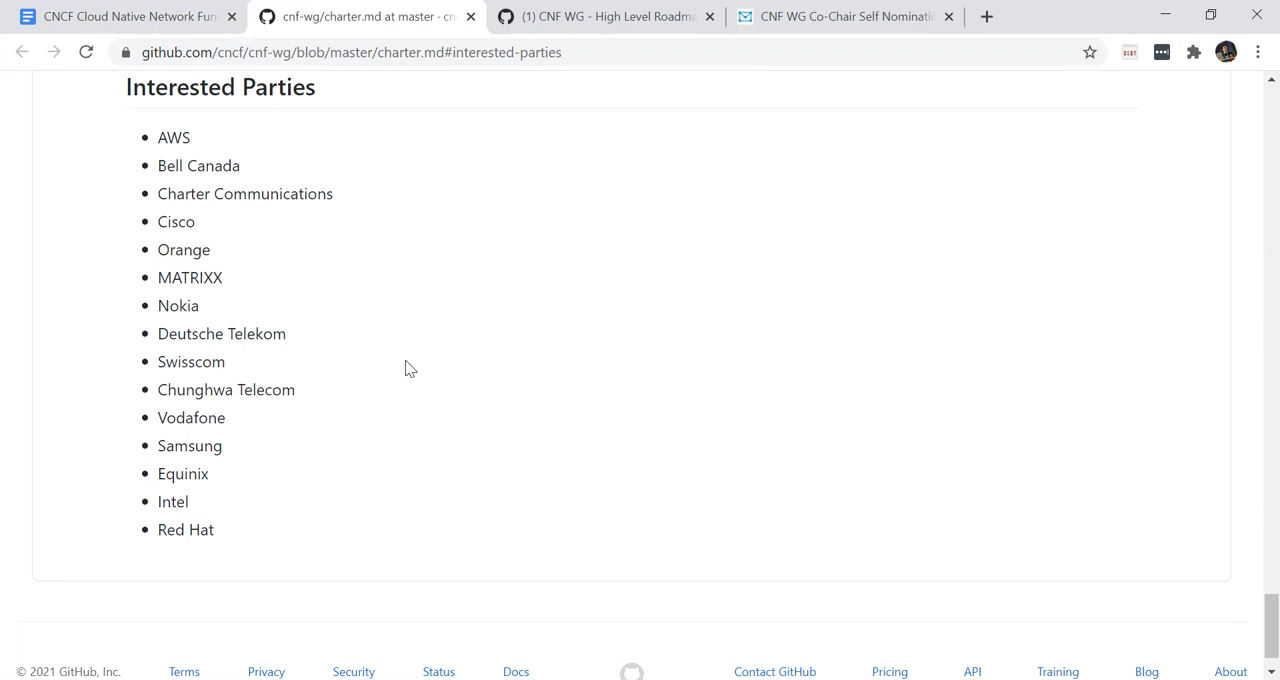 CNCF Cloud Native Network Fun
cnf-wg/charter.md at master · cn
(1) CNF WG - High Level Roadma
CNF WG Co-Chair Self Nominatio
github.com/cncf/cnf-wg/blob/master/charter.md#interested-parties
Interested Parties
• AWS
• Bell Canada
• Charter Communications
• Cisco
• Orange
• MATRIXX
• Nokia
• Deutsche Telekom
• Swisscom
• Chunghwa Telecom
• Vodafone
• Samsung
• Equinix
• Intel
• Red Hat
© 2021 GitHub, Inc.
Terms
Privacy
Security
Status
Docs
Contact GitHub
Pricing
API
Training
Blog
About